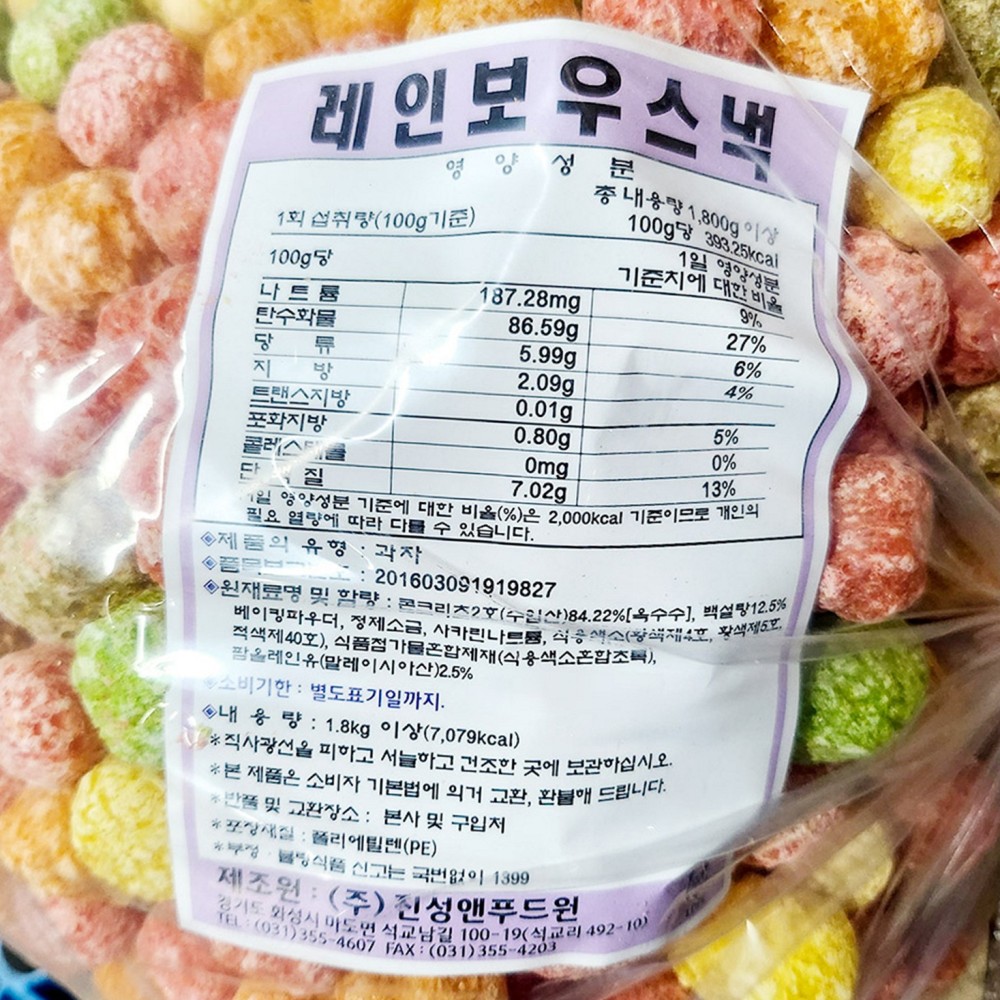 레인보우스낵
영 양 성 분
총 내용량 1,800g 이상
1회 섭취량(100g기준) 100g당 393.25kcal
100g당 1일 영양성분
기준치에 대한 비율
나 트 륨 187.28mg 9%
탄수화물 86.59g 27%
당 류 5.99g 6%
지 방 2.09g 4%
트랜스지방 0.01g
포화지방 0.80g 5%
콜레스테롤 0mg 0%
단 백 질 7.02g 13%
1일 영양성분 기준에 대한 비율(%)은 2,000kcal 기준이므로 개인의
필요 열량에 따라 다를 수 있습니다.
◈제 품 의 유 형 : 과자
◈품목보고번호 : 201603091919827
◈원재료명 및 함량 : 콘크리츠2호(수입산)84.22%[옥수수], 백설탕12.5%
베이킹파우더, 정제소금, 사카린나트륨, 식용색소(황색제4호, 황색제5호,
적색제40호), 식품첨가물혼합제재(식용색소혼합초록),
팜올레인유(말레이시아산)2.5%
◈소비기한 : 별도표기일까지.
◈내 용 량 : 1.8kg 이상(7,079kcal)
*직사광선을 피하고 서늘하고 건조한 곳에 보관하십시오.
*본 제품은 소비자 기본법에 의거 교환, 환불해 드립니다.
*반품 및 교환장소 : 본사 및 구입처
*포장재질 : 폴리에틸렌(PE)
*부정·불량식품 신고는 국번없이 1399
제조원 : (주) 진성앤푸드원
경기도 화성시 마도면 석교남길 100-19(석교리 492-10)
TEL : (031)355-4607 FAX : (031)355-4203